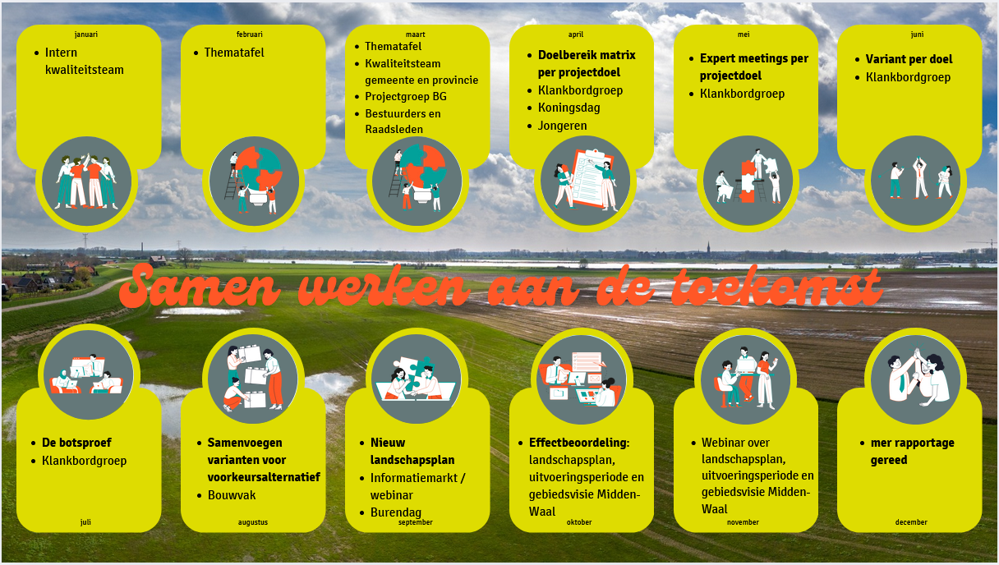 januari
• Intern
kwaliteitsteam
februari
• Thematafel
maart
• Thematafel
• Kwaliteitsteam
gemeente en provincie
• Projectgroep BG
• Bestuurders en
Raadsleden
april
• Doelbereik matrix
per projectdoel
• Klankbordgroep
• Koningsdag
• Jongeren
mei
• Expert meetings per
projectdoel
• Klankbordgroep
juni
• Variant per doel
• Klankbordgroep
Samen werken aan de toekomst
• De botsproef
• Klankbordgroep
juli
• Samenvoegen
varianten voor
voorkeursalternatief
• Bouwvak
augustus
• Nieuw
landschapsplan
• Informatiemarkt /
webinar
• Burendag
september
• Effectbeoordeling:
landschapsplan,
uitvoeringsperiode en
gebiedsvisie Midden-
Waal
oktober
• Webinar over
landschapsplan,
uitvoeringsperiode en
gebiedsvisie Midden-
Waal
november
• mer rapportage
gereed
december